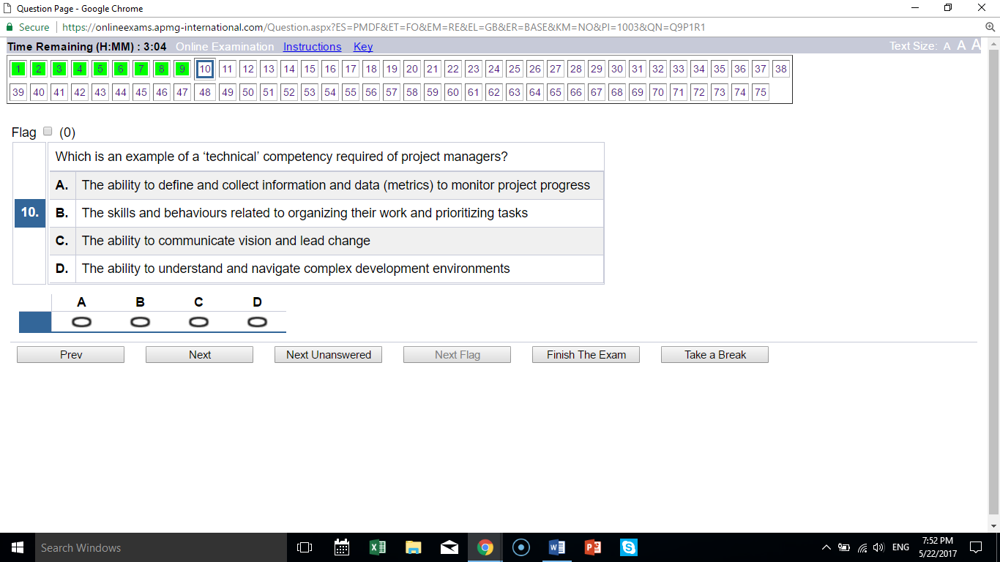 Question Page - Google Chrome
Secure https://onlineexams.apmg-international.com/Question.aspx?ES=PMDF&ET=FO&EM=RE&EL=GB&ER=BASE&KM=NO&PI=1003&QN=Q9P1R1
Time Remaining (H:MM) : 3:04 Online Examination Instructions Key Text Size: A A A
1 2 3 4 5 6 7 8 9 10 11 12 13 14 15 16 17 18 19 20 21 22 23 24 25 26 27 28 29 30 31 32 33 34 35 36 37 38
39 40 41 42 43 44 45 46 47 48 49 50 51 52 53 54 55 56 57 58 59 60 61 62 63 64 65 66 67 68 69 70 71 72 73 74 75
Flag (0)
Which is an example of a ‘technical’ competency required of project managers?
A. The ability to define and collect information and data (metrics) to monitor project progress
10. B. The skills and behaviours related to organizing their work and prioritizing tasks
C. The ability to communicate vision and lead change
D. The ability to understand and navigate complex development environments
A B C D
Prev Next Next Unanswered Next Flag Finish The Exam Take a Break
Search Windows ENG 7:52 PM
5/22/2017